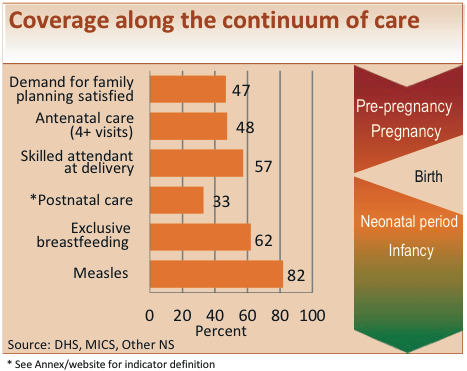 Coverage along the continuum of care
Demand for family
planning satisfied
47
Antenatal care
(4+ visits)
48
Skilled attendant
at delivery
57
*Postnatal care
33
Exclusive
breastfeeding
62
Measles
82
0 20 40 60 80 100
Percent
Pre-pregnancy
Pregnancy
Birth
Neonatal period
Infancy
Source: DHS, MICS, Other NS
* See Annex/website for indicator definition